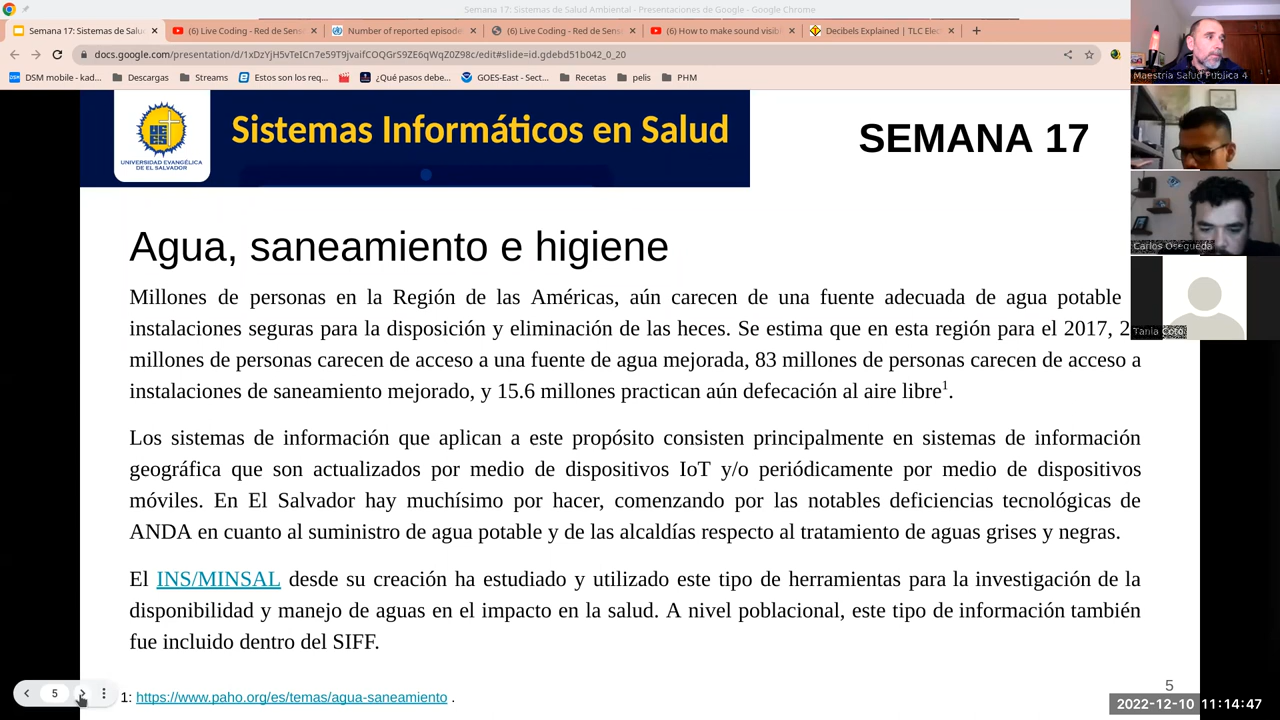 Semana 17: Sistemas de Salud Ambiental - Presentaciones de Google - Google Chrome
Semana 17: Sistemas de Salud
(6) Live Coding - Red de Sens
Number of reported episode
(6) Live Coding - Red de Sens
(6) How to make sound visib
Decibels Explained | TLC Elec
docs.google.com/presentation/d/1xDzYjH5vTeICn7e59T9jvaifCOQGrS9ZE6qWqZ0Z98c/edit#slide=id.gdebd51b042_0_20
DSM mobile - kad...
Descargas
Streams
Estos son los req...
¿Qué pasos debe...
GOES-East - Sect...
Recetas
pelis
PHM
UNIVERSIDAD EVANGÉLICA
DE EL SALVADOR
Sistemas Informáticos en Salud
SEMANA 17
Maestria Salud Publica 4
Carlos Osegueda
Tania Coto
Agua, saneamiento e higiene
Millones de personas en la Región de las Américas, aún carecen de una fuente adecuada de agua potable
instalaciones seguras para la disposición y eliminación de las heces. Se estima que en esta región para el 2017, 2
millones de personas carecen de acceso a una fuente de agua mejorada, 83 millones de personas carecen de acceso a
instalaciones de saneamiento mejorado, y 15.6 millones practican aún defecación al aire libre1.
Los sistemas de información que aplican a este propósito consisten principalmente en sistemas de información
geográfica que son actualizados por medio de dispositivos IoT y/o periódicamente por medio de dispositivos
móviles. En El Salvador hay muchísimo por hacer, comenzando por las notables deficiencias tecnológicas de
ANDA en cuanto al suministro de agua potable y de las alcaldías respecto al tratamiento de aguas grises y negras.
El INS/MINSAL desde su creación ha estudiado y utilizado este tipo de herramientas para la investigación de la
disponibilidad y manejo de aguas en el impacto en la salud. A nivel poblacional, este tipo de información también
fue incluido dentro del SIFF.
5
1: https://www.paho.org/es/temas/agua-saneamiento .
5
2022-12-10 11:14:47